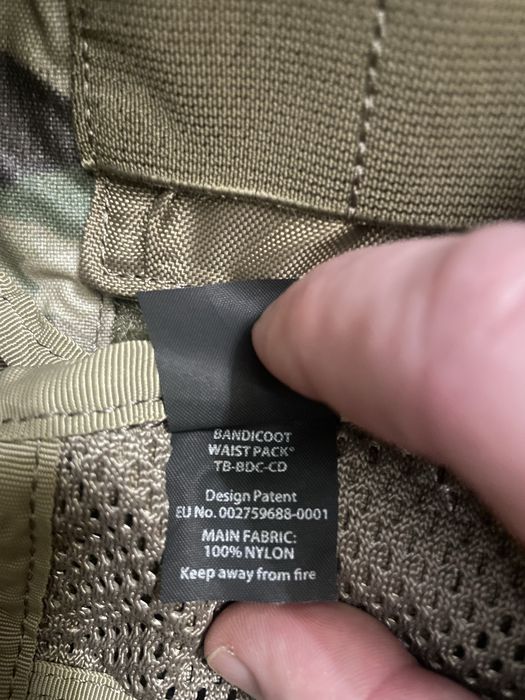 BANDICOOT
WAIST PACK®
TB-BDC-CD
Design Patent
EU No. 002759688-0001
MAIN FABRIC:
100% NYLON
Keep away from fire